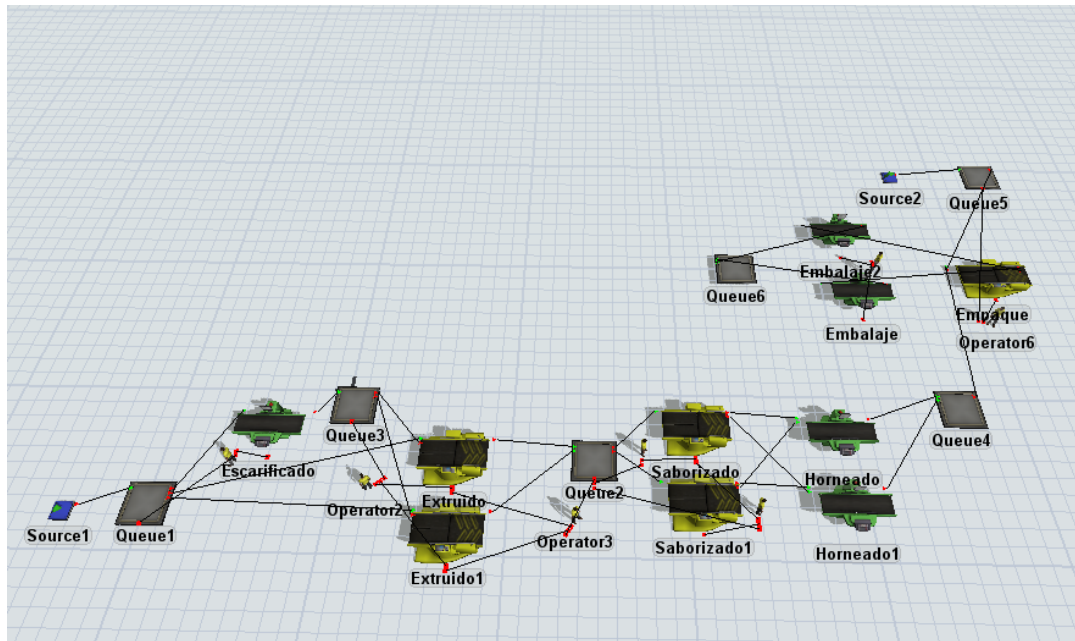 Source2
Queue5
Embalaje2
Queue6
Empaque
Embalaje
Operator6
Queue3
Queue4
Escarificado
Saborizado
Horneado
Queue2
Extruido
Operator2
Source1
Queue1
Operator3
Saborizado1
Horneado1
Extruido1